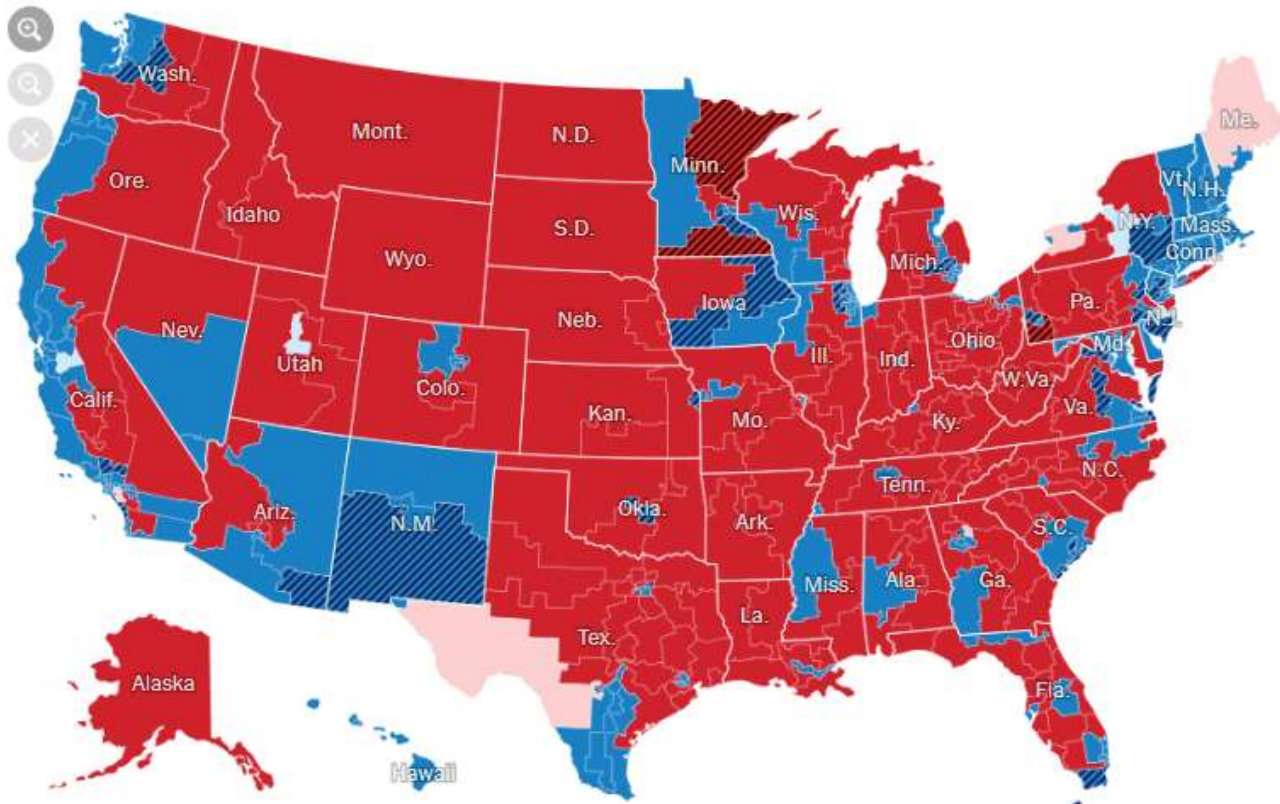 Wash.
Mont.
N.D.
Minn.
Me.
Ore.
Idaho
S.D.
Wis.
Vt.
N.H.
N.Y.
Mass.
Wyo.
Mich.
Conn.
Neb.
Iowa
Pa.
N.J.
Nev.
Utah
Colo.
Ill.
Ind.
Ohio
Md.
Calif.
Kan.
Mo.
W.Va.
Va.
Ky.
Ariz.
N.M.
Okla.
Ark.
Tenn.
N.C.
S.C.
Tex.
La.
Miss.
Ala.
Ga.
Alaska
Fla.
Hawaii